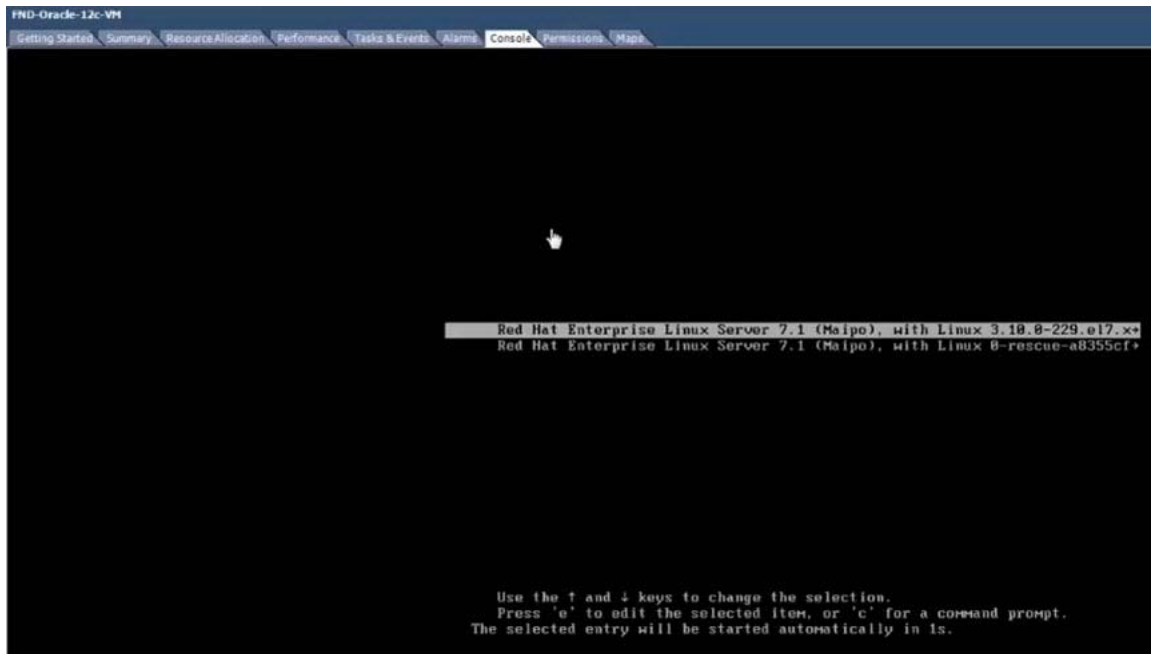 FND-Oracle-12c-VM
Getting Started Summary Resource Allocation Performance Tasks & Events Alarms Console Permissions Maps
Red Hat Enterprise Linux Server 7.1 (Maipo), with Linux 3.10.0-229.el7.x→
Red Hat Enterprise Linux Server 7.1 (Maipo), with Linux 0-rescue-a8355cf→
Use the ↑ and ↓ keys to change the selection.
Press 'e' to edit the selected item, or 'c' for a command prompt.
The selected entry will be started automatically in 1s.